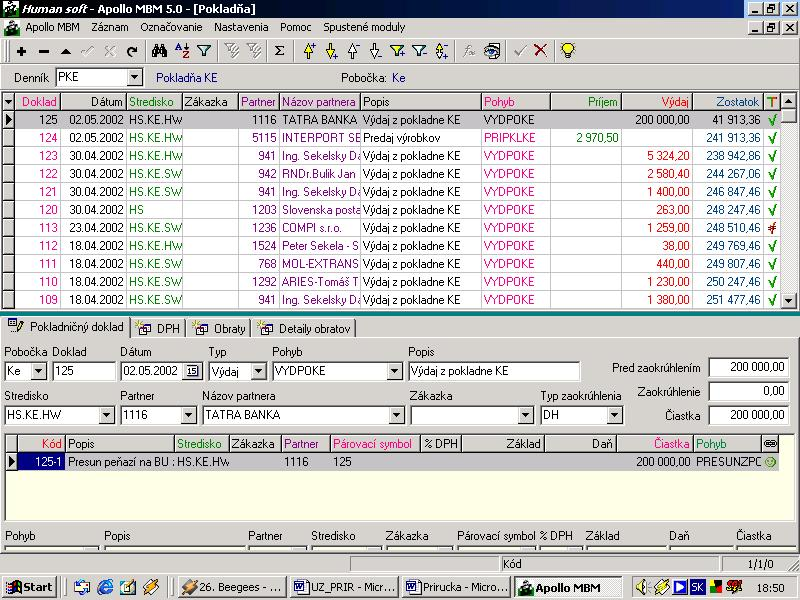 Human soft - Apollo MBM 5.0 - [Pokladňa]
Apollo MBM Záznam Označovanie Nastavenia Pomoc Spustené moduly
Denník PKE Pokladňa KE Pobočka: Ke
Doklad Dátum Stredisko Zákazka Partner Názov partnera Popis Pohyb Príjem Výdaj Zostatok T
125 02.05.2002 HS.KE.HW 1116 TATRA BANKA Výdaj z pokladne KE VYDPOKE 200 000,00 41 913,36
124 02.05.2002 HS.KE.HW 5115 INTERPORT SE Predaj výrobkov PRIPKLKE 2 970,50 241 913,36
123 30.04.2002 HS.KE.HW 941 Ing. Sekelsky Da Výdaj z pokladne KE VYDPOKE 5 324,20 238 942,86
122 30.04.2002 HS.KE.SW 942 RNDr.Bulik Jan Výdaj z pokladne KE VYDPOKE 2 580,40 244 267,06
121 30.04.2002 HS.KE.SW 941 Ing. Sekelsky Da Výdaj z pokladne KE VYDPOKE 1 400,00 246 847,46
120 30.04.2002 HS 1203 Slovenska posta Výdaj z pokladne KE VYDPOKE 263,00 248 247,46
113 23.04.2002 HS.KE.SW 1236 COMPI s.r.o. Výdaj z pokladne KE VYDPOKE 1 259,00 248 510,46
112 18.04.2002 HS.KE.HW 1524 Peter Sekela - S Výdaj z pokladne KE VYDPOKE 38,00 249 769,46
111 18.04.2002 HS.KE.SW 768 MOL-EXTRANS Výdaj z pokladne KE VYDPOKE 440,00 249 807,46
110 18.04.2002 HS.KE.SW 1292 ARIES-Tomáš T Výdaj z pokladne KE VYDPOKE 1 230,00 250 247,46
109 18.04.2002 HS.KE.SW 941 Ing. Sekelsky Da Výdaj z pokladne KE VYDPOKE 1 380,00 251 477,46
Pokladničný doklad DPH Obraty Detaily obratov
Pobočka Doklad Dátum Typ Pohyb Popis
Ke 125 02.05.2002 15 Výdaj VYDPOKE Výdaj z pokladne KE
Pred zaokrúhlením 200 000,00
Zaokrúhlenie 0,00
Stredisko Partner Názov partnera Zákazka Typ zaokrúhlenia
HS.KE.HW 1116 TATRA BANKA DH
Čiastka 200 000,00
Kód Popis Stredisko Zákazka Partner Párovací symbol % DPH Základ Daň Čiastka Pohyb
125-1 Presun peňazí na BU : HS.KE.HW 1116 125 200 000,00 PRESUNZPO
Pohyb Popis Partner Stredisko Zákazka Párovací symbol % DPH Základ Daň Čiastka
Kód 1/1/0
Start 26. Beegees - ... UZ_PRIR - Micr... Prirucka - Micro... Apollo MBM SK 18:50